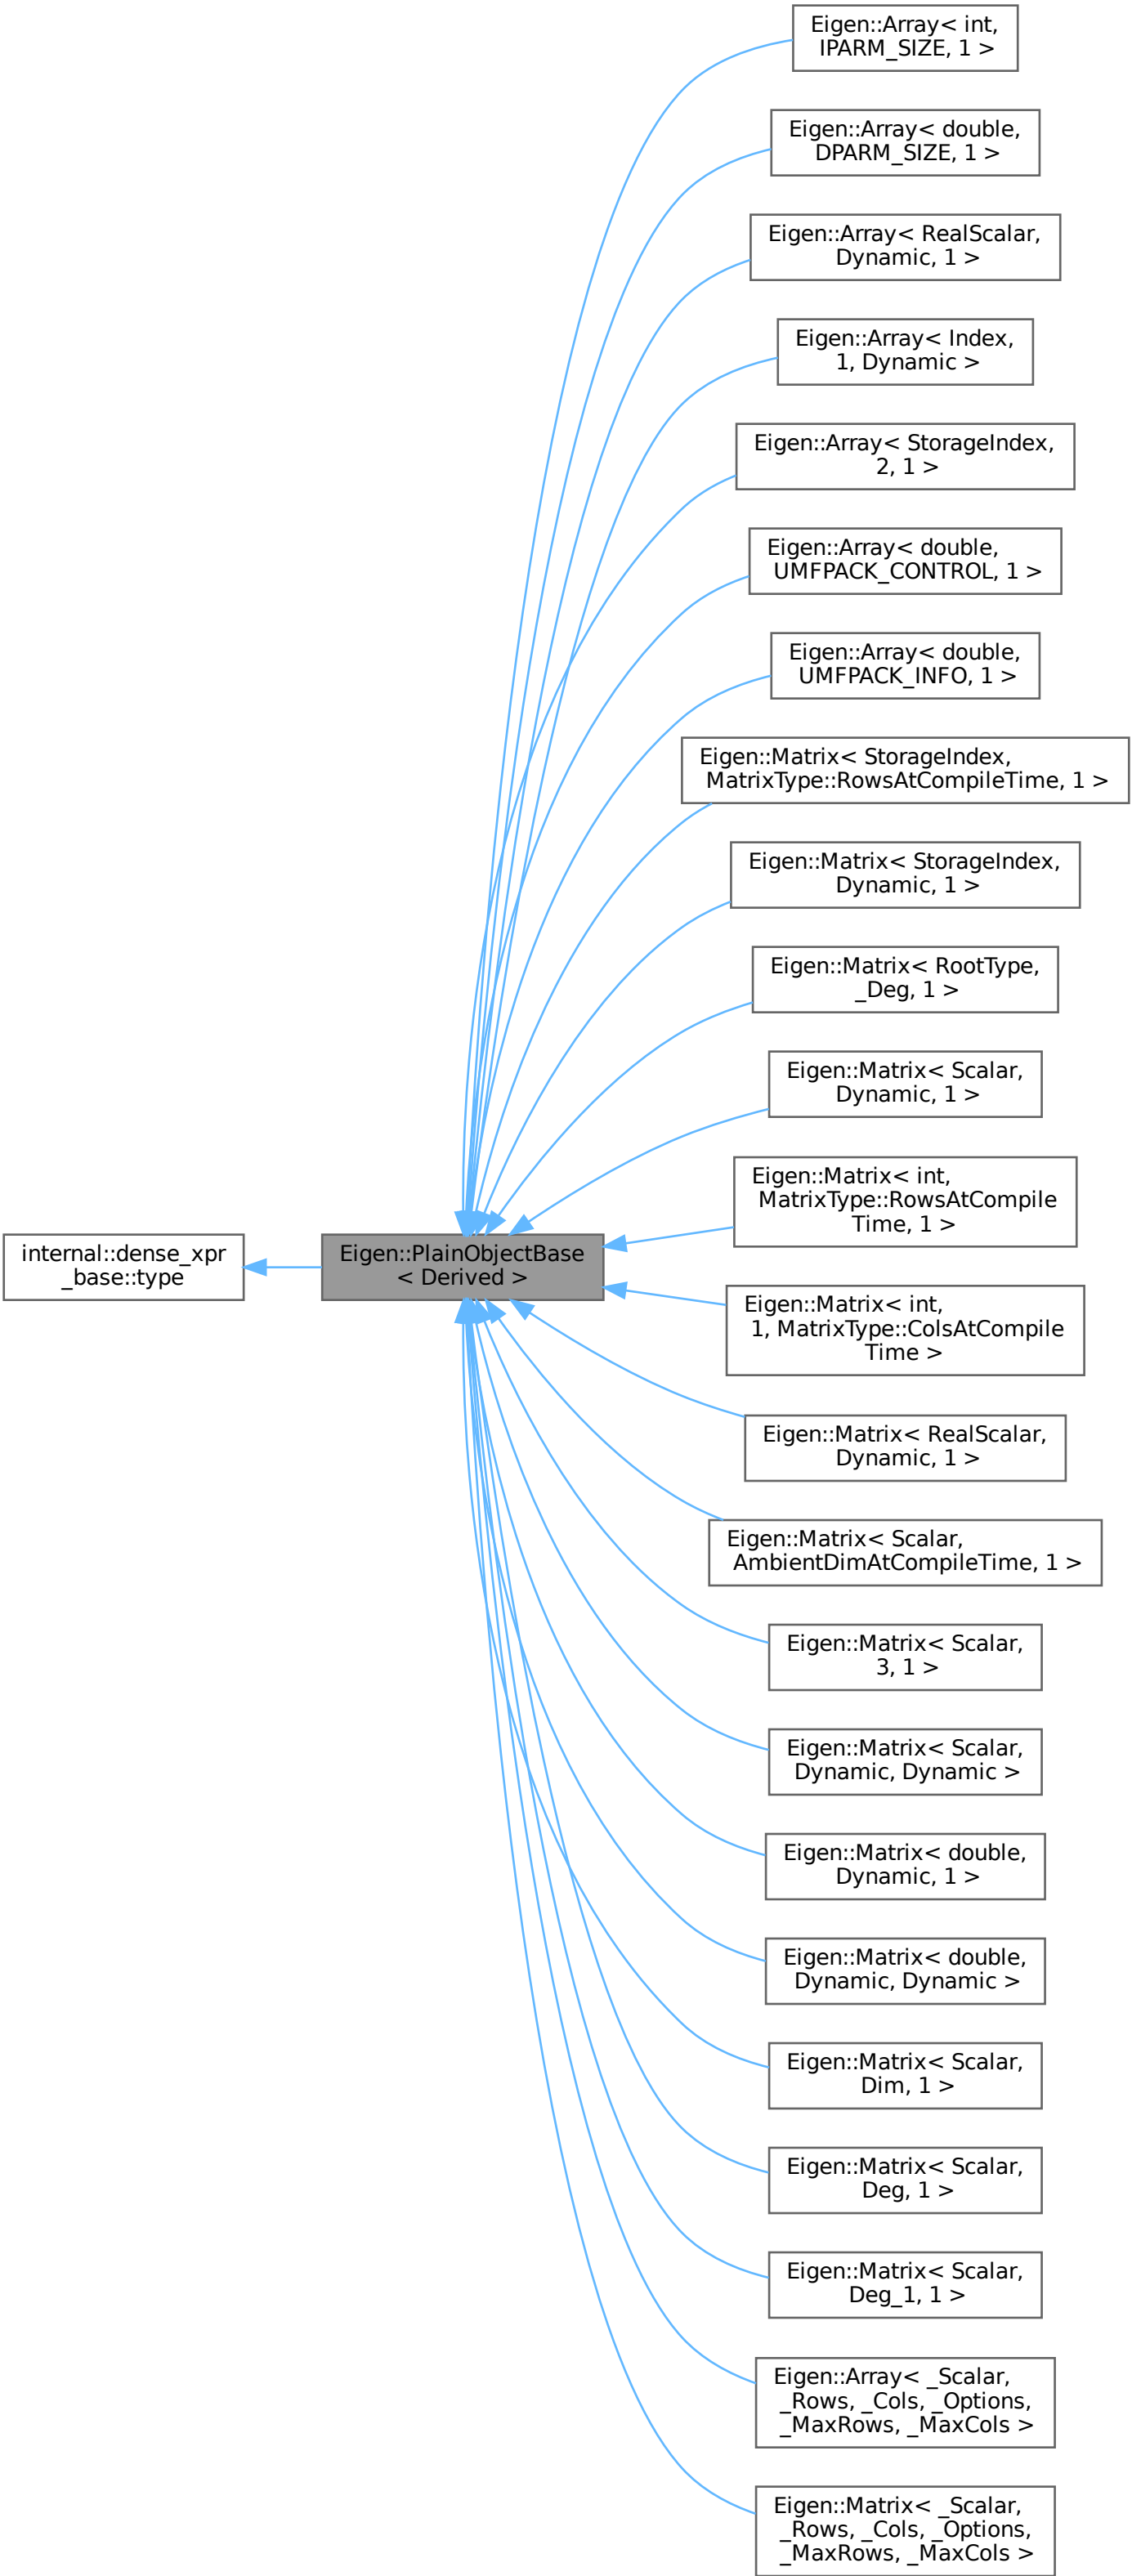 Eigen::Array< int,
IPARM_SIZE, 1 >
Eigen::Array< double,
DPARM_SIZE, 1 >
Eigen::Array< RealScalar,
Dynamic, 1 >
Eigen::Array< Index,
1, Dynamic >
Eigen::Array< StorageIndex,
2, 1 >
Eigen::Array< double,
UMFPACK_CONTROL, 1 >
Eigen::Array< double,
UMFPACK_INFO, 1 >
Eigen::Matrix< StorageIndex,
MatrixType::RowsAtCompileTime, 1 >
Eigen::Matrix< StorageIndex,
Dynamic, 1 >
Eigen::Matrix< RootType,
_Deg, 1 >
Eigen::Matrix< Scalar,
Dynamic, 1 >
Eigen::Matrix< int,
MatrixType::RowsAtCompile
Time, 1 >
internal::dense_xpr
_base::type
Eigen::PlainObjectBase
< Derived >
Eigen::Matrix< int,
1, MatrixType::ColsAtCompile
Time >
Eigen::Matrix< RealScalar,
Dynamic, 1 >
Eigen::Matrix< Scalar,
AmbientDimAtCompileTime, 1 >
Eigen::Matrix< Scalar,
3, 1 >
Eigen::Matrix< Scalar,
Dynamic, Dynamic >
Eigen::Matrix< double,
Dynamic, 1 >
Eigen::Matrix< double,
Dynamic, Dynamic >
Eigen::Matrix< Scalar,
Dim, 1 >
Eigen::Matrix< Scalar,
Deg, 1 >
Eigen::Matrix< Scalar,
Deg_1, 1 >
Eigen::Array< _Scalar,
_Rows, _Cols, _Options,
_MaxRows, _MaxCols >
Eigen::Matrix< _Scalar,
_Rows, _Cols, _Options,
_MaxRows, _MaxCols >